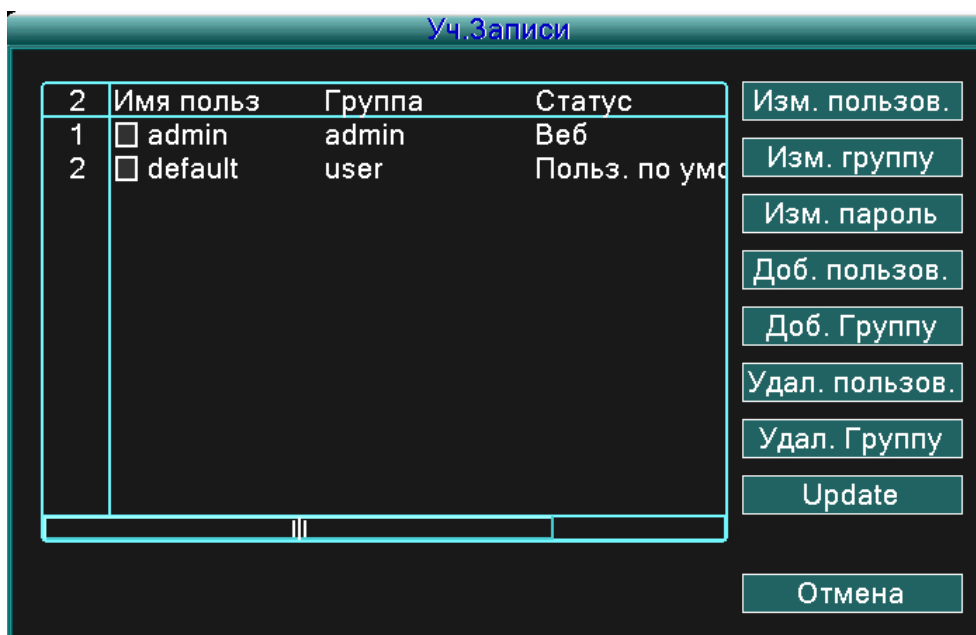 Уч.Записи
2 Имя польз Группа Статус
1 admin admin Веб
2 default user Польз. по умо
Изм. пользов.
Изм. группу
Изм. пароль
Доб. пользов.
Доб. Группу
Удал. пользов.
Удал. Группу
Update
Отмена